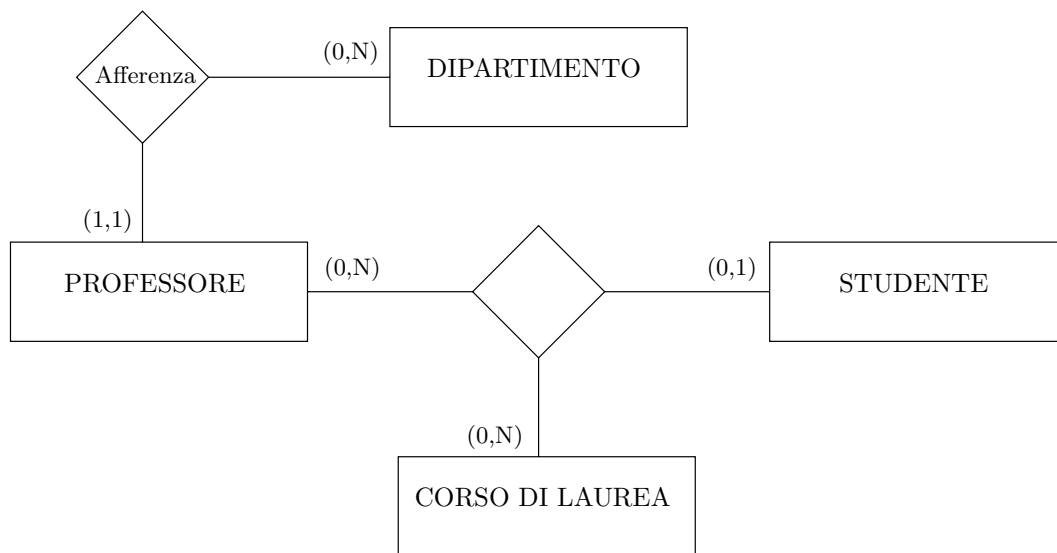 (0,N)
Afferenza
DIPARTIMENTO
(1,1)
PROFESSORE
(0,N)
(0,1)
STUDENTE
(0,N)
CORSO DI LAUREA